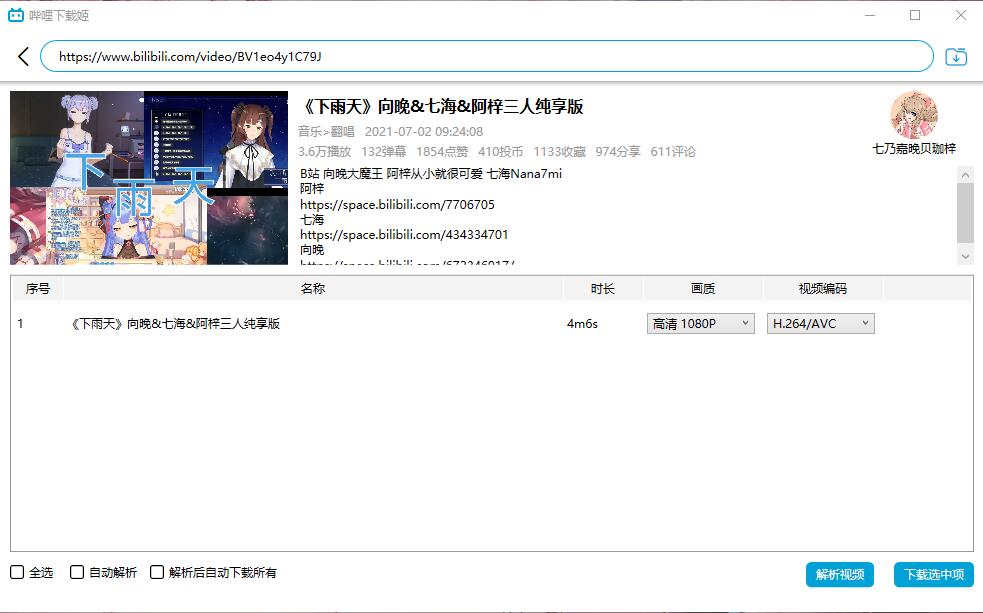 哔哩下载姬
https://www.bilibili.com/video/BV1eo4y1C79J
下雨天
《下雨天》向晚&七海&阿梓三人纯享版
音乐>翻唱 2021-07-02 09:24:08
3.6万播放 132弹幕 1854点赞 410投币 1133收藏 974分享 611评论
B站 向晚大魔王 阿梓从小就很可爱 七海Nana7mi
阿梓
https://space.bilibili.com/7706705
七海
https://space.bilibili.com/434334701
向晚
七乃嘉晚贝珈梓
序号 名称 时长 画质 视频编码
1 《下雨天》向晚&七海&阿梓三人纯享版 4m6s 高清 1080P H.264/AVC
全选 自动解析 解析后自动下载所有 解析视频 下载选中项